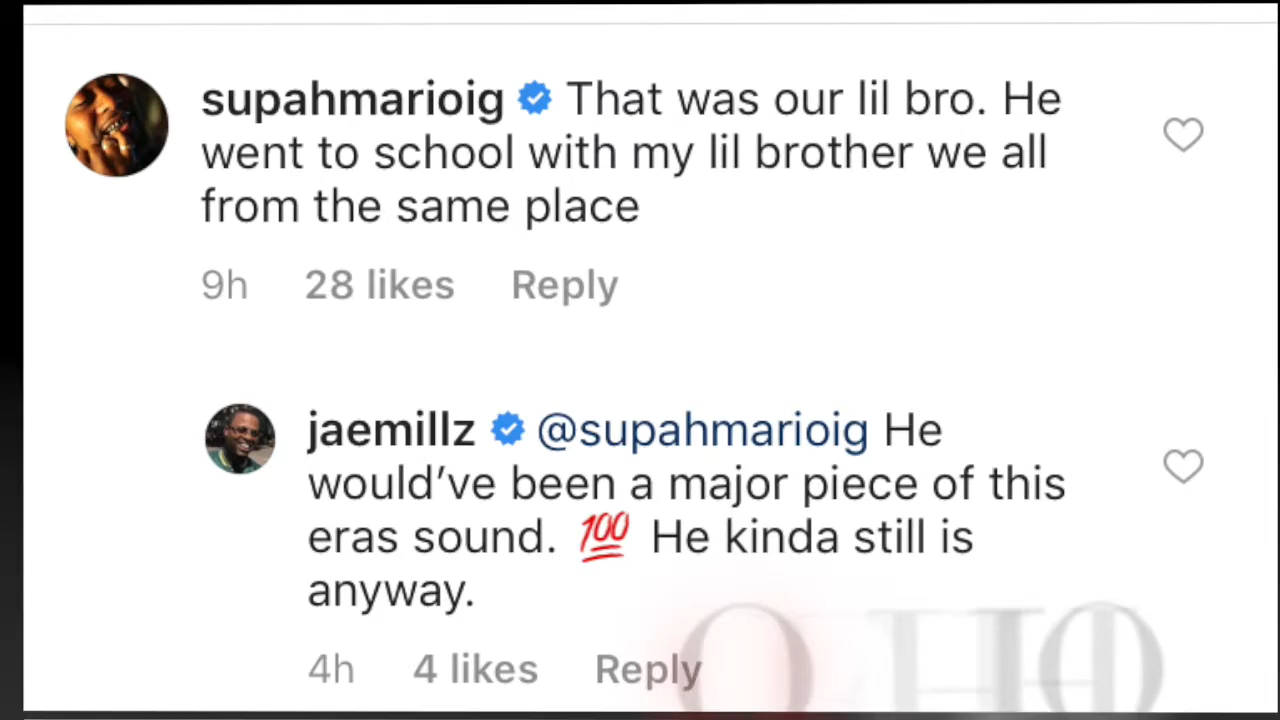 supahmarioig That was our lil bro. He
went to school with my lil brother we all
from the same place
9h 28 likes Reply
jaemillz @supahmarioig He
would’ve been a major piece of this
eras sound. 💯 He kinda still is
anyway.
4h 4 likes Reply